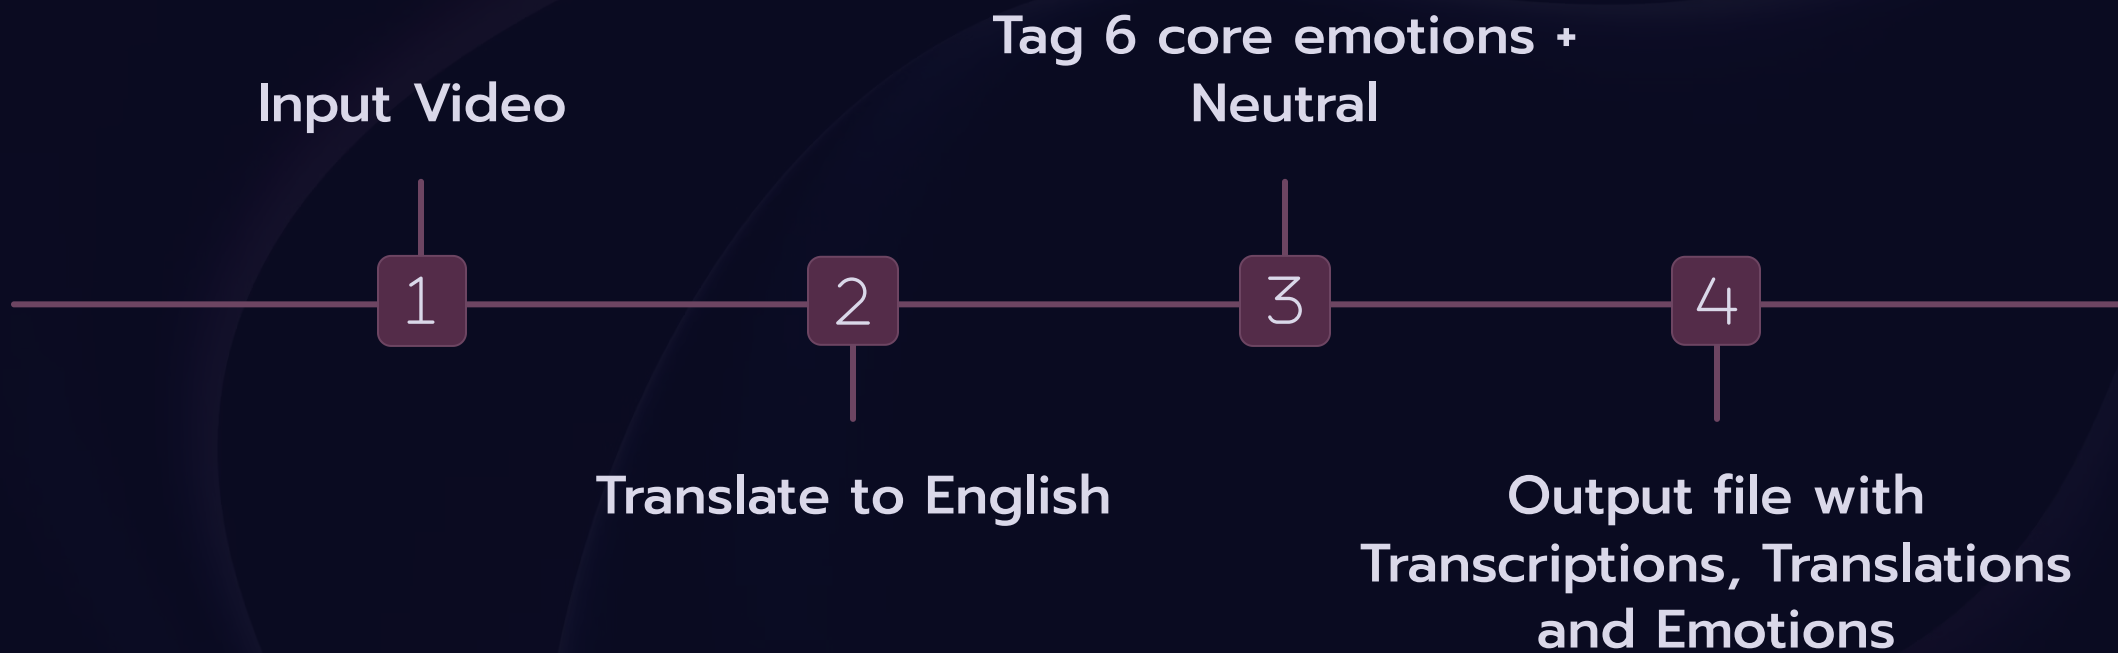 Input Video
1
2
Translate to English
Tag 6 core emotions +
Neutral
3
4
Output file with
Transcriptions, Translations
and Emotions